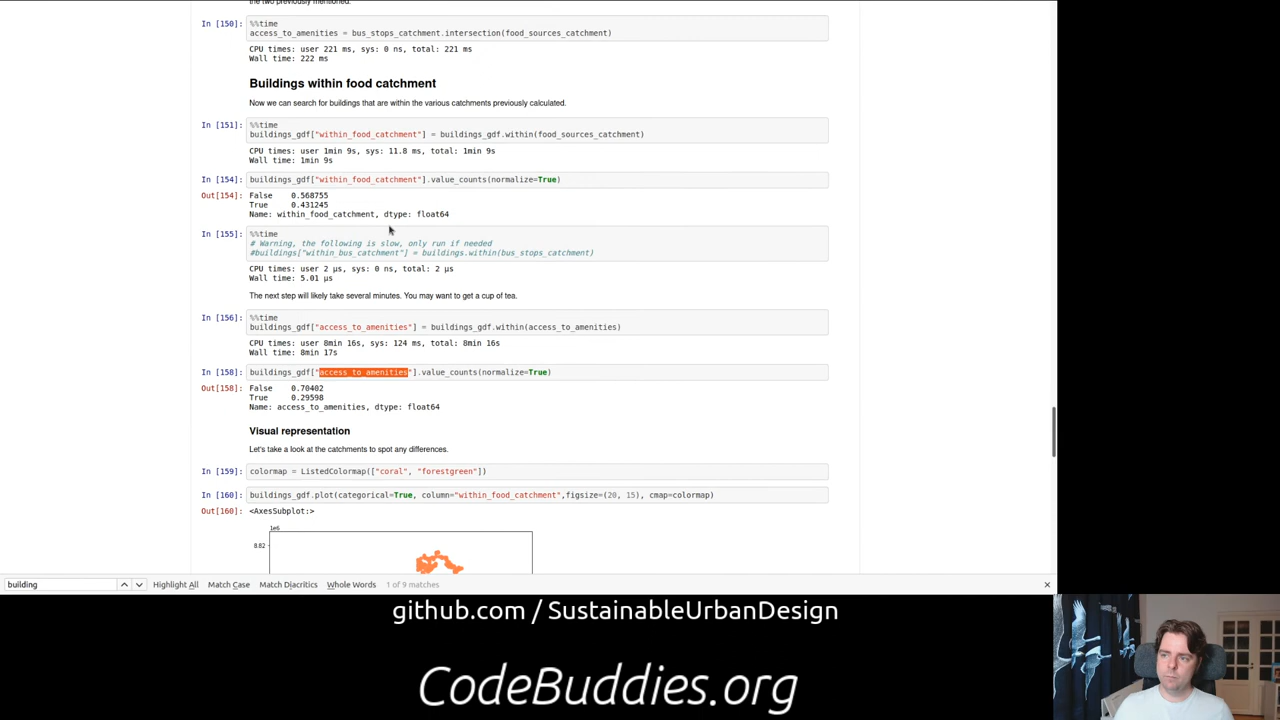 the two previously mentioned.
In [150]: %%time
access_to_amenities = bus_stops_catchment.intersection(food_sources_catchment)
CPU times: user 221 ms, sys: 0 ns, total: 221 ms
Wall time: 222 ms
Buildings within food catchment
Now we can search for buildings that are within the various catchments previously calculated.
In [151]: %%time
buildings_gdf["within_food_catchment"] = buildings_gdf.within(food_sources_catchment)
CPU times: user 1min 9s, sys: 11.8 ms, total: 1min 9s
Wall time: 1min 9s
In [154]: buildings_gdf["within_food_catchment"].value_counts(normalize=True)
Out[154]: False    0.568755
True     0.431245
Name: within_food_catchment, dtype: float64
In [155]: %%time
# Warning, the following is slow, only run if needed
#buildings["within_bus_catchment"] = buildings.within(bus_stops_catchment)
CPU times: user 2 µs, sys: 0 ns, total: 2 µs
Wall time: 5.01 µs
The next step will likely take several minutes. You may want to get a cup of tea.
In [156]: %%time
buildings_gdf["access_to_amenities"] = buildings_gdf.within(access_to_amenities)
CPU times: user 8min 16s, sys: 124 ms, total: 8min 16s
Wall time: 8min 17s
In [158]: buildings_gdf["access_to_amenities"].value_counts(normalize=True)
Out[158]: False    0.70402
True     0.29598
Name: access_to_amenities, dtype: float64
Visual representation
Let's take a look at the catchments to spot any differences.
In [159]: colormap = ListedColormap(["coral", "forestgreen"])
In [160]: buildings_gdf.plot(categorical=True, column="within_food_catchment",figsize=(20, 15), cmap=colormap)
Out[160]: <AxesSubplot:>
1e6
8.82
building Highlight All Match Case Match Diacritics Whole Words 1 of 9 matches
github.com / SustainableUrbanDesign
CodeBuddies.org